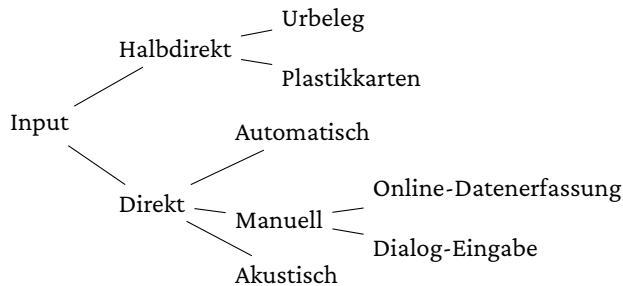 Urbeleg
Halbdirekt
Plastikkarten
Input
Automatisch
Online-Datenerfassung
Direkt
Manuell
Dialog-Eingabe
Akustisch